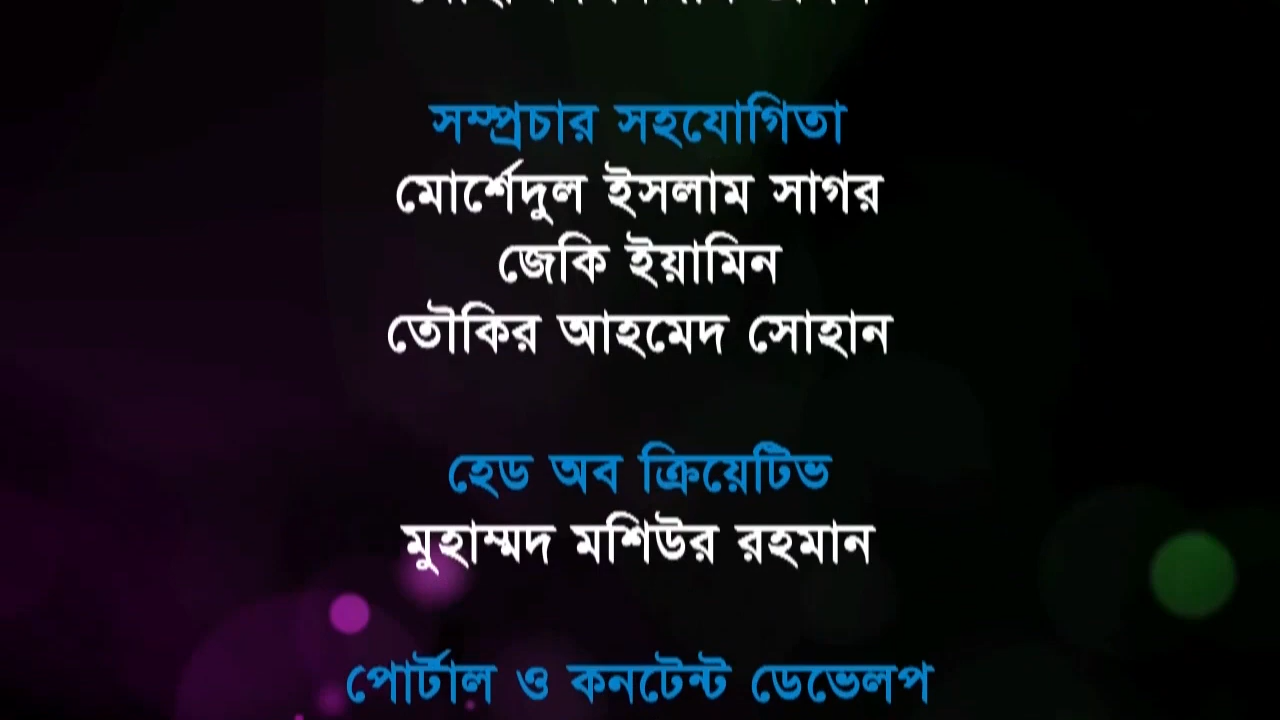 সম্প্রচার সহযোগিতা
মোর্শেদুল ইসলাম সাগর
জেকি ইয়ামিন
তৌকির আহমেদ সোহান
হেড অব ক্রিয়েটিভ
মুহাম্মদ মশিউর রহমান
পোর্টাল ও কনটেন্ট ডেভেলপ